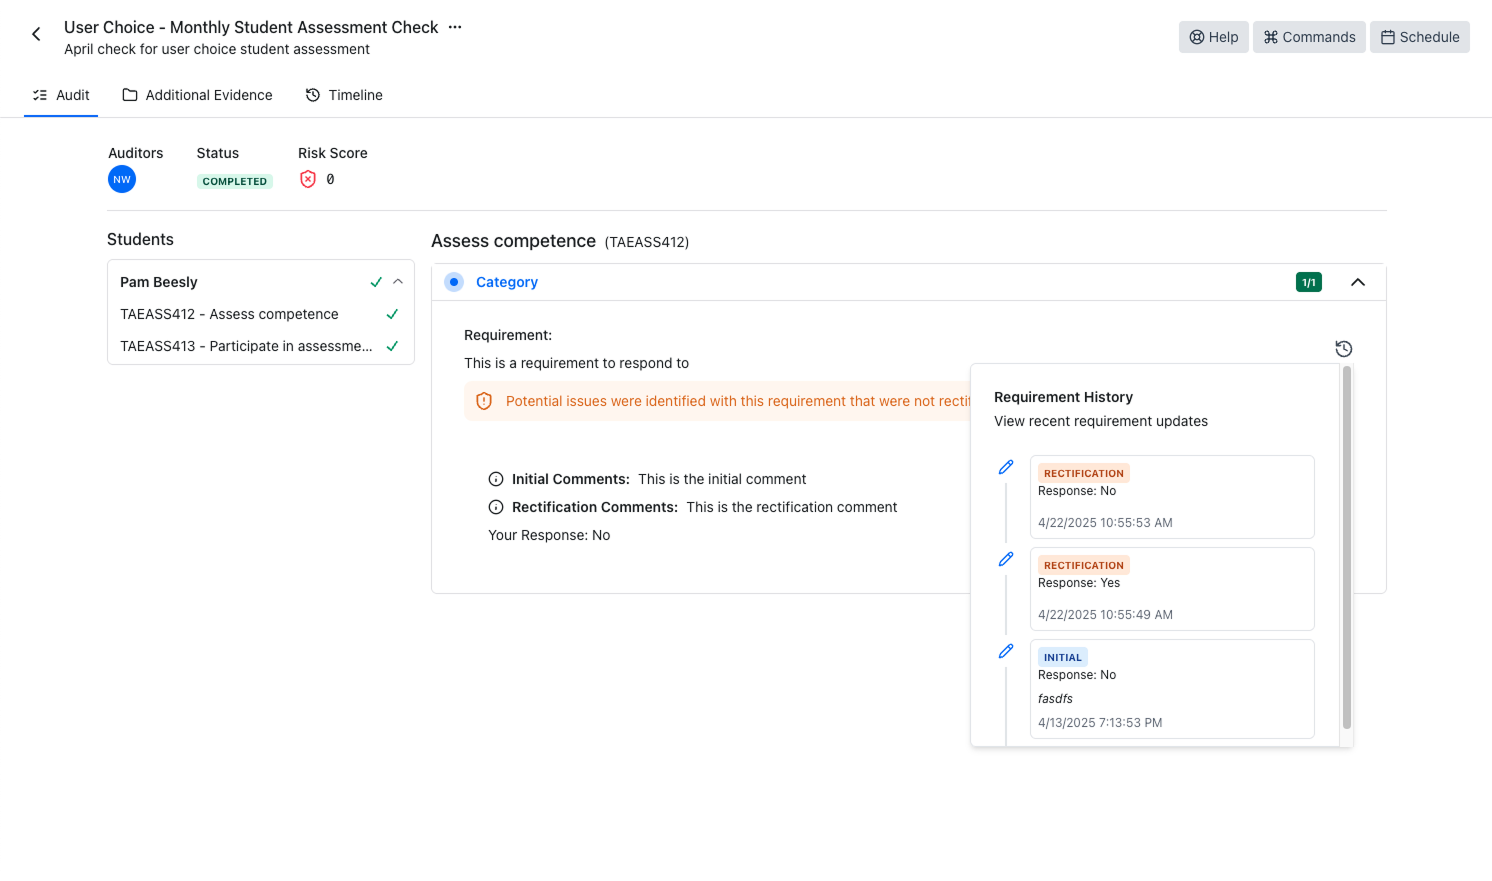 User Choice - Monthly Student Assessment Check
April check for user choice student assessment
Help
Commands
Schedule
Audit
Additional Evidence
Timeline
Auditors
Status
Risk Score
NW
COMPLETED
0
Students
Pam Beesly
TAEASS412 - Assess competence
TAEASS413 - Participate in assessme...
Assess competence (TAEASS412)
Category
1/1
Requirement:
This is a requirement to respond to
Potential issues were identified with this requirement that were not
Initial Comments: This is the initial comment
Rectification Comments: This is the rectification comment
Your Response: No
Requirement History
View recent requirement updates
RECTIFICATION
Response: No
4/22/2025 10:55:53 AM
RECTIFICATION
Response: Yes
4/22/2025 10:55:49 AM
INITIAL
Response: No
fasdfs
4/13/2025 7:13:53 PM